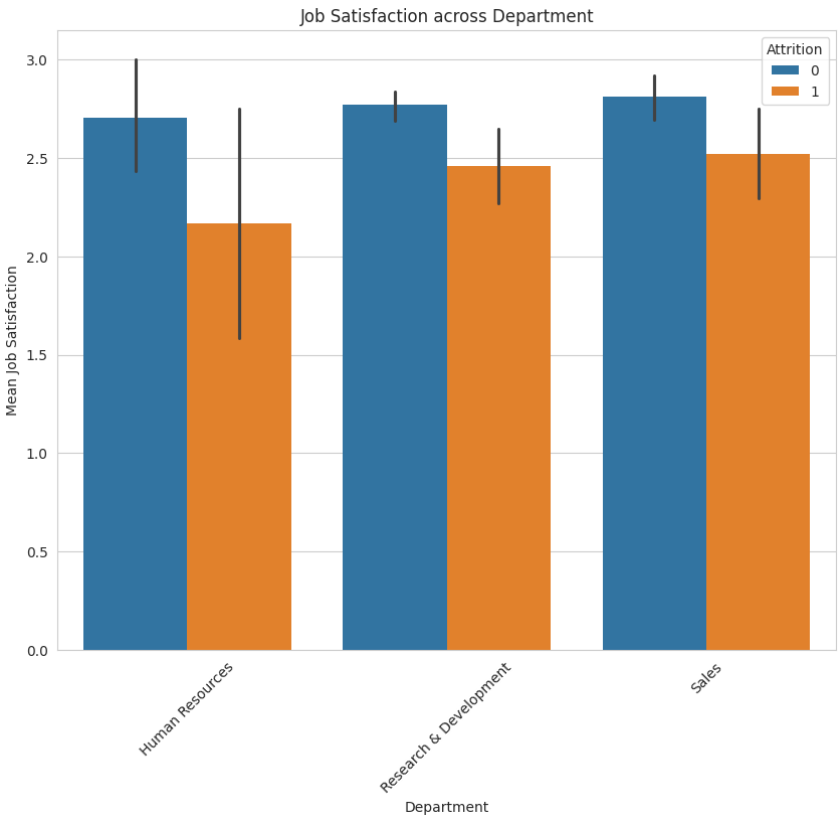 Job Satisfaction across Department
Attrition
0
1
3.0
2.5
2.0
1.5
1.0
0.5
0.0
Mean Job Satisfaction
Human Resources
Research & Development
Sales
Department